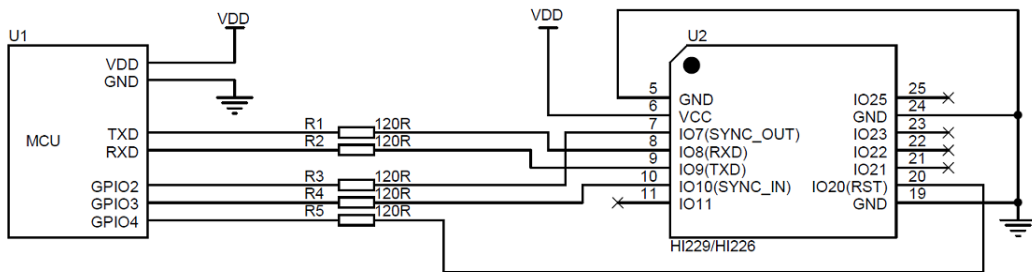 VDD
VDD
U1
U2
VDD
GND
MCU
TXD
RXD
GPIO2
GPIO3
GPIO4
R1 120R
R2 120R
R3 120R
R4 120R
R5 120R
5 GND
6 VCC
7 IO7(SYNC_OUT)
8 IO8(RXD)
9 IO9(TXD)
10 IO10(SYNC_IN)
11 IO11
IO25 25
GND 24
IO23 23
IO22 22
IO21 21
IO20(RST) 20
GND 19
HI229/HI226